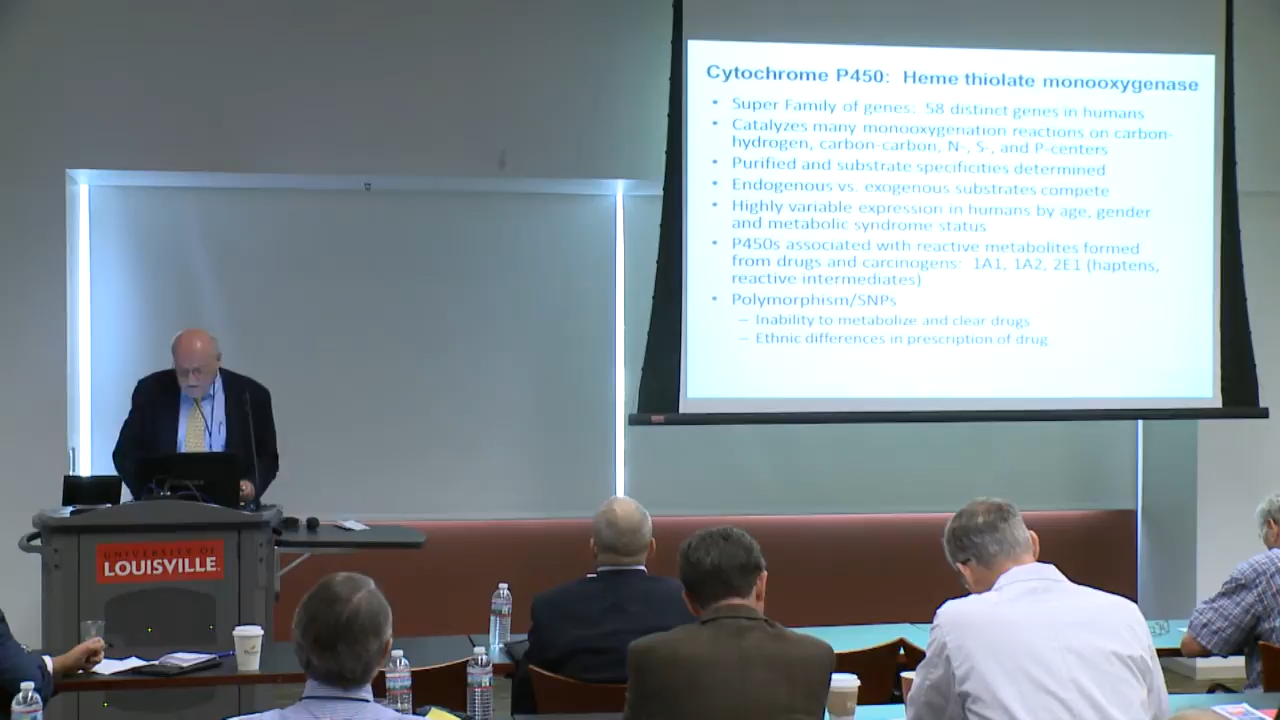 Cytochrome P450: Heme thiolate monooxygenase
• Super Family of genes: 58 distinct genes in humans
• Catalyzes many monooxygenation reactions on carbon-
hydrogen, carbon-carbon, N-, S-, and P-centers
• Purified and substrate specificities determined
• Endogenous vs. exogenous substrates compete
• Highly variable expression in humans by age, gender
and metabolic syndrome status
• P450s associated with reactive metabolites formed
from drugs and carcinogens: 1A1, 1A2, 2E1 (haptens,
reactive intermediates)
• Polymorphism/SNPs
– Inability to metabolize and clear drugs
– Ethnic differences in prescription of drug
UNIVERSITY OF
LOUISVILLE.